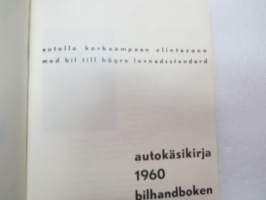 autolla korkeampaan elintasoon
med bil till högre levnadsstandard
autokäsikirja
1960
bilhandboken